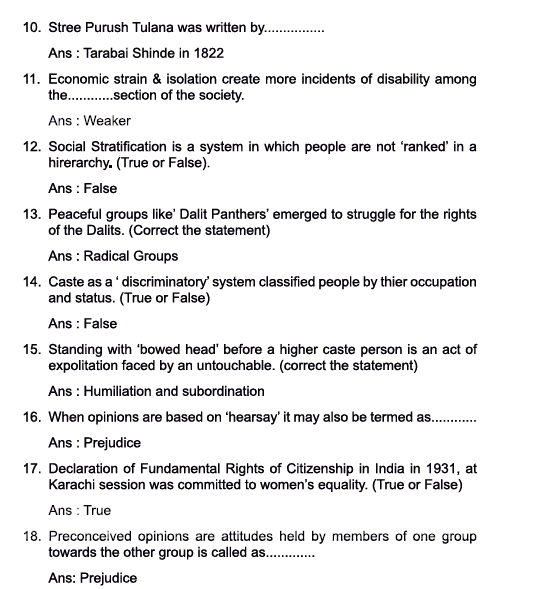 10. Stree Purush Tulana was written by................
Ans : Tarabai Shinde in 1822
11. Economic strain & isolation create more incidents of disability among
the............section of the society.
Ans : Weaker
12. Social Stratification is a system in which people are not ‘ranked’ in a
hirerarchy. (True or False).
Ans : False
13. Peaceful groups like’ Dalit Panthers’ emerged to struggle for the rights
of the Dalits. (Correct the statement)
Ans : Radical Groups
14. Caste as a ‘ discriminatory’ system classified people by thier occupation
and status. (True or False)
Ans : False
15. Standing with ‘bowed head’ before a higher caste person is an act of
expolitation faced by an untouchable. (correct the statement)
Ans : Humiliation and subordination
16. When opinions are based on ‘hearsay’ it may also be termed as............
Ans : Prejudice
17. Declaration of Fundamental Rights of Citizenship in India in 1931, at
Karachi session was committed to women’s equality. (True or False)
Ans : True
18. Preconceived opinions are attitudes held by members of one group
towards the other group is called as.............
Ans: Prejudice